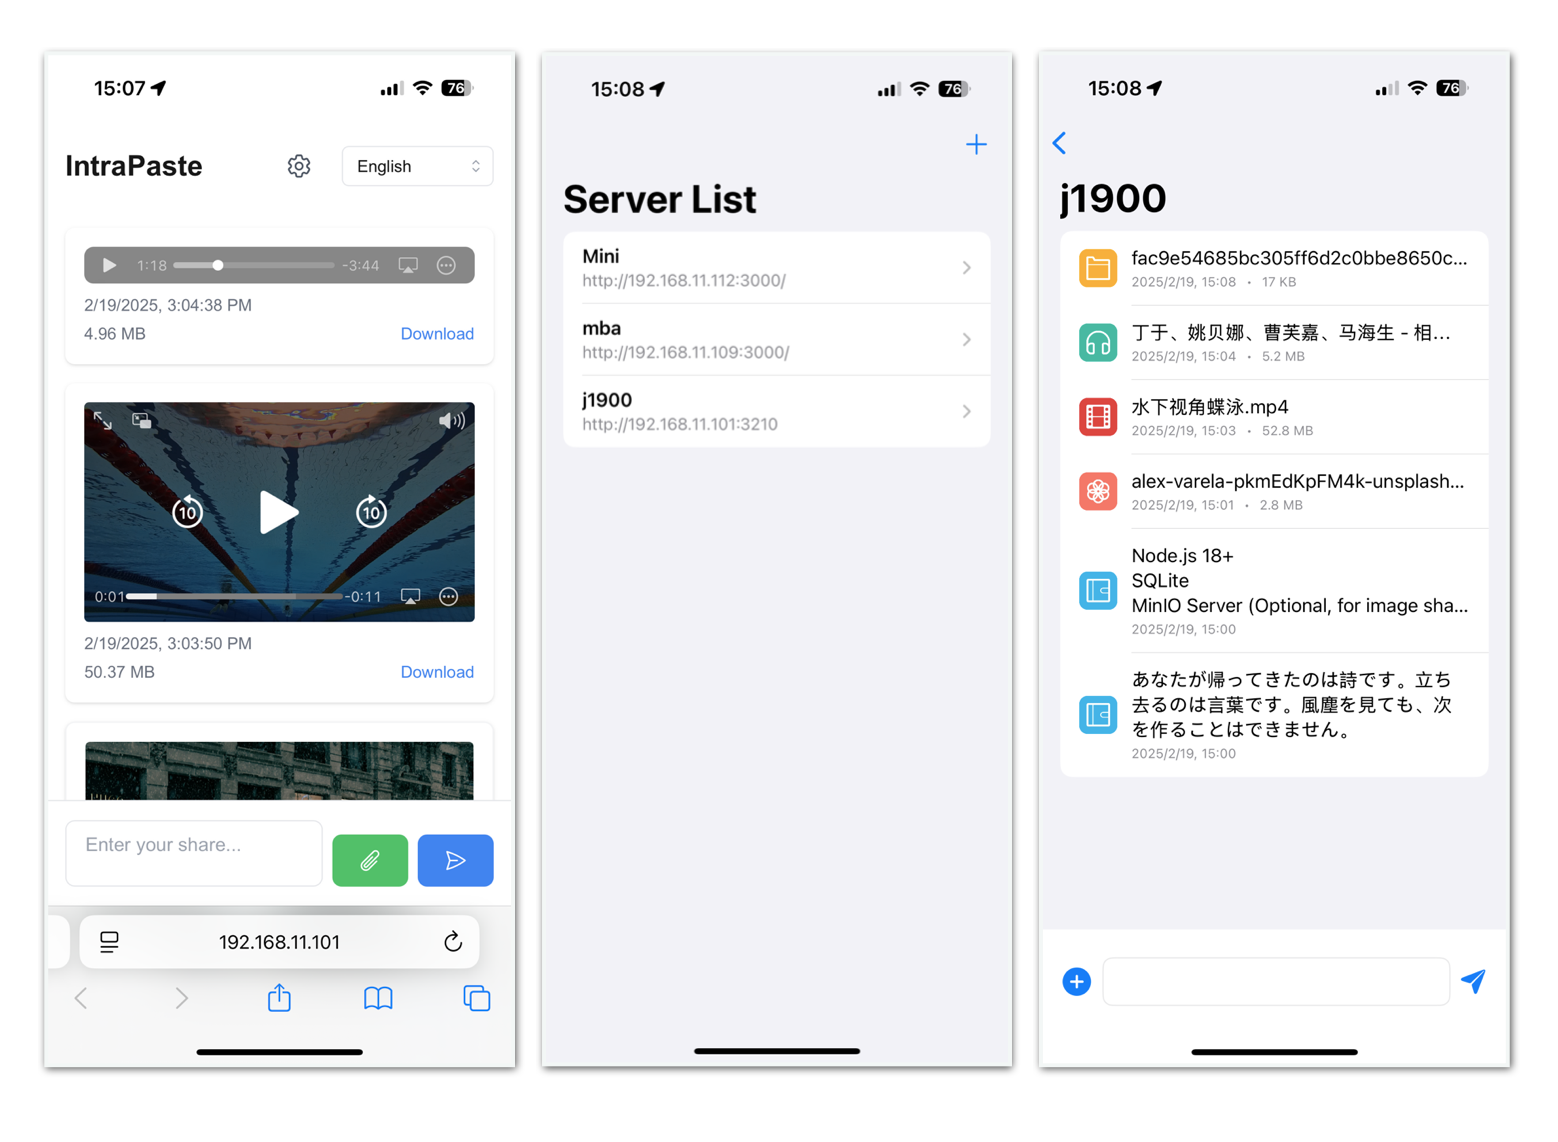 15:07
76
IntraPaste
English
1:18
-3:44
2/19/2025, 3:04:38 PM
4.96 MB
Download
10
10
0:01
-0:11
2/19/2025, 3:03:50 PM
50.37 MB
Download
Enter your share...
192.168.11.101
15:08
76
Server List
Mini
http://192.168.11.112:3000/
mba
http://192.168.11.109:3000/
j1900
http://192.168.11.101:3210
15:08
76
j1900
fac9e54685bc305ff6d2c0bbe8650c...
2025/2/19, 15:08 • 17 KB
丁于、姚贝娜、曹芙嘉、马海生 - 相...
2025/2/19, 15:04 • 5.2 MB
水下视角蝶泳.mp4
2025/2/19, 15:03 • 52.8 MB
alex-varela-pkmEdKpFM4k-unsplash...
2025/2/19, 15:01 • 2.8 MB
Node.js 18+
SQLite
MinIO Server (Optional, for image sha...
2025/2/19, 15:00
あなたが帰ってきたのは詩です。立ち
去るのは言葉です。風塵を見ても、次
を作ることはできません。
2025/2/19, 15:00